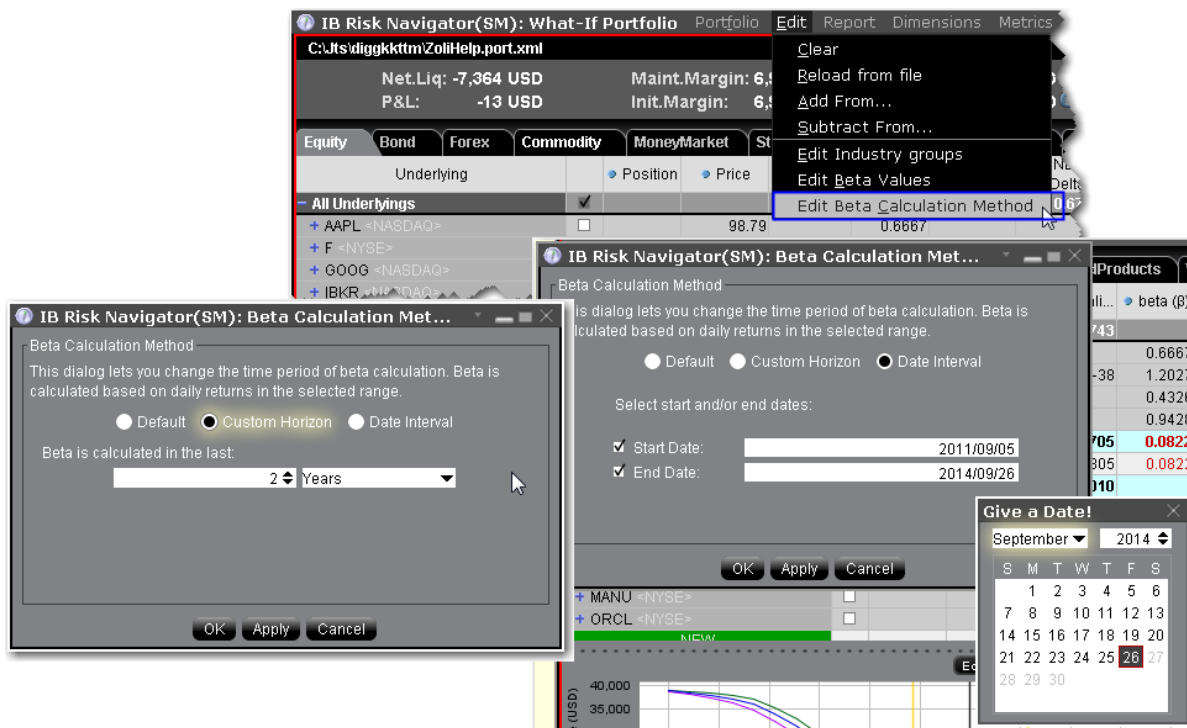 IB Risk Navigator(SM): What-If Portfolio Portfolio Edit Report Dimensions Metrics
C:\Jts\diggkkttm\ZoliHelp.port.xml
Net.Liq: -7,364 USD Maint.Margin: 6,
P&L: -13 USD Init.Margin: 6,
Clear
Reload from file
Add From...
Subtract From...
Edit Industry groups
Edit Beta Values
Edit Beta Calculation Method
Equity Bond Forex Commodity MoneyMarket
Underlying Position Price
Delta
All Underlyings
+ AAPL <NASDAQ> 98.79 0.6667
+ F <NYSE>
+ GOOG <NASDAQ>
+ IBKR <NASDAQ>
IB Risk Navigator(SM): Beta Calculation Met...
Beta Calculation Method
This dialog lets you change the time period of beta calculation. Beta is
calculated based on daily returns in the selected range.
Default Custom Horizon Date Interval
Beta is calculated in the last:
2 Years
OK Apply Cancel
IB Risk Navigator(SM): Beta Calculation Met...
Beta Calculation Method
is dialog lets you change the time period of beta calculation. Beta is
lculated based on daily returns in the selected range.
Default Custom Horizon Date Interval
Select start and/or end dates:
Start Date: 2011/09/05
End Date: 2014/09/26
OK Apply Cancel
dProducts
beta (β)
743
0.6667
-38 1.2027
0.4326
0.9428
705 0.0822
305 0.0822
010
Give a Date!
September 2014
S M T W T F S
1 2 3 4 5 6
7 8 9 10 11 12 13
14 15 16 17 18 19 20
21 22 23 24 25 26 27
28 29 30
+ MANU <NYSE>
+ ORCL <NYSE>
NEW
40,000
35,000
(USD)